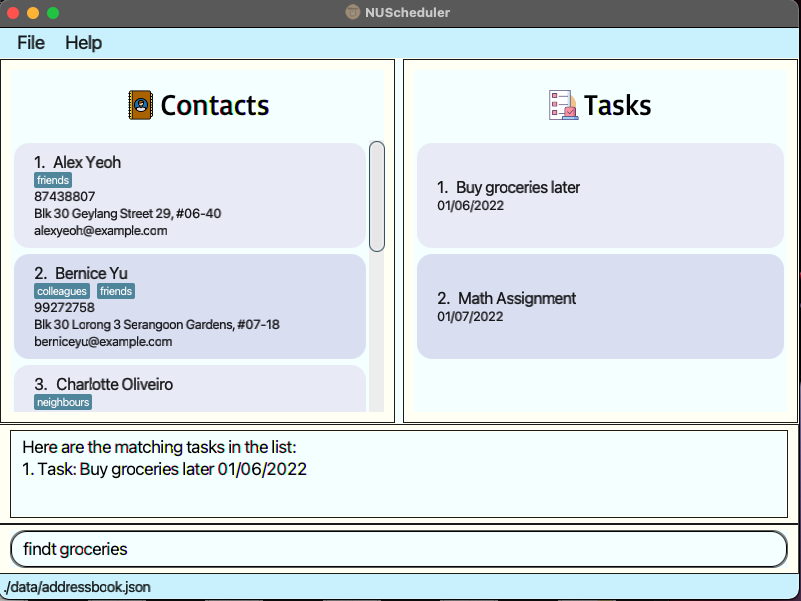 NUScheduler
File Help
Contacts
1. Alex Yeoh
friends
87438807
Blk 30 Geylang Street 29, #06-40
alexyeoh@example.com
2. Bernice Yu
colleagues friends
99272758
Blk 30 Lorong 3 Serangoon Gardens, #07-18
berniceyu@example.com
3. Charlotte Oliveiro
neighbours
Tasks
1. Buy groceries later
01/06/2022
2. Math Assignment
01/07/2022
Here are the matching tasks in the list:
1. Task: Buy groceries later 01/06/2022
findt groceries
./data/addressbook.json